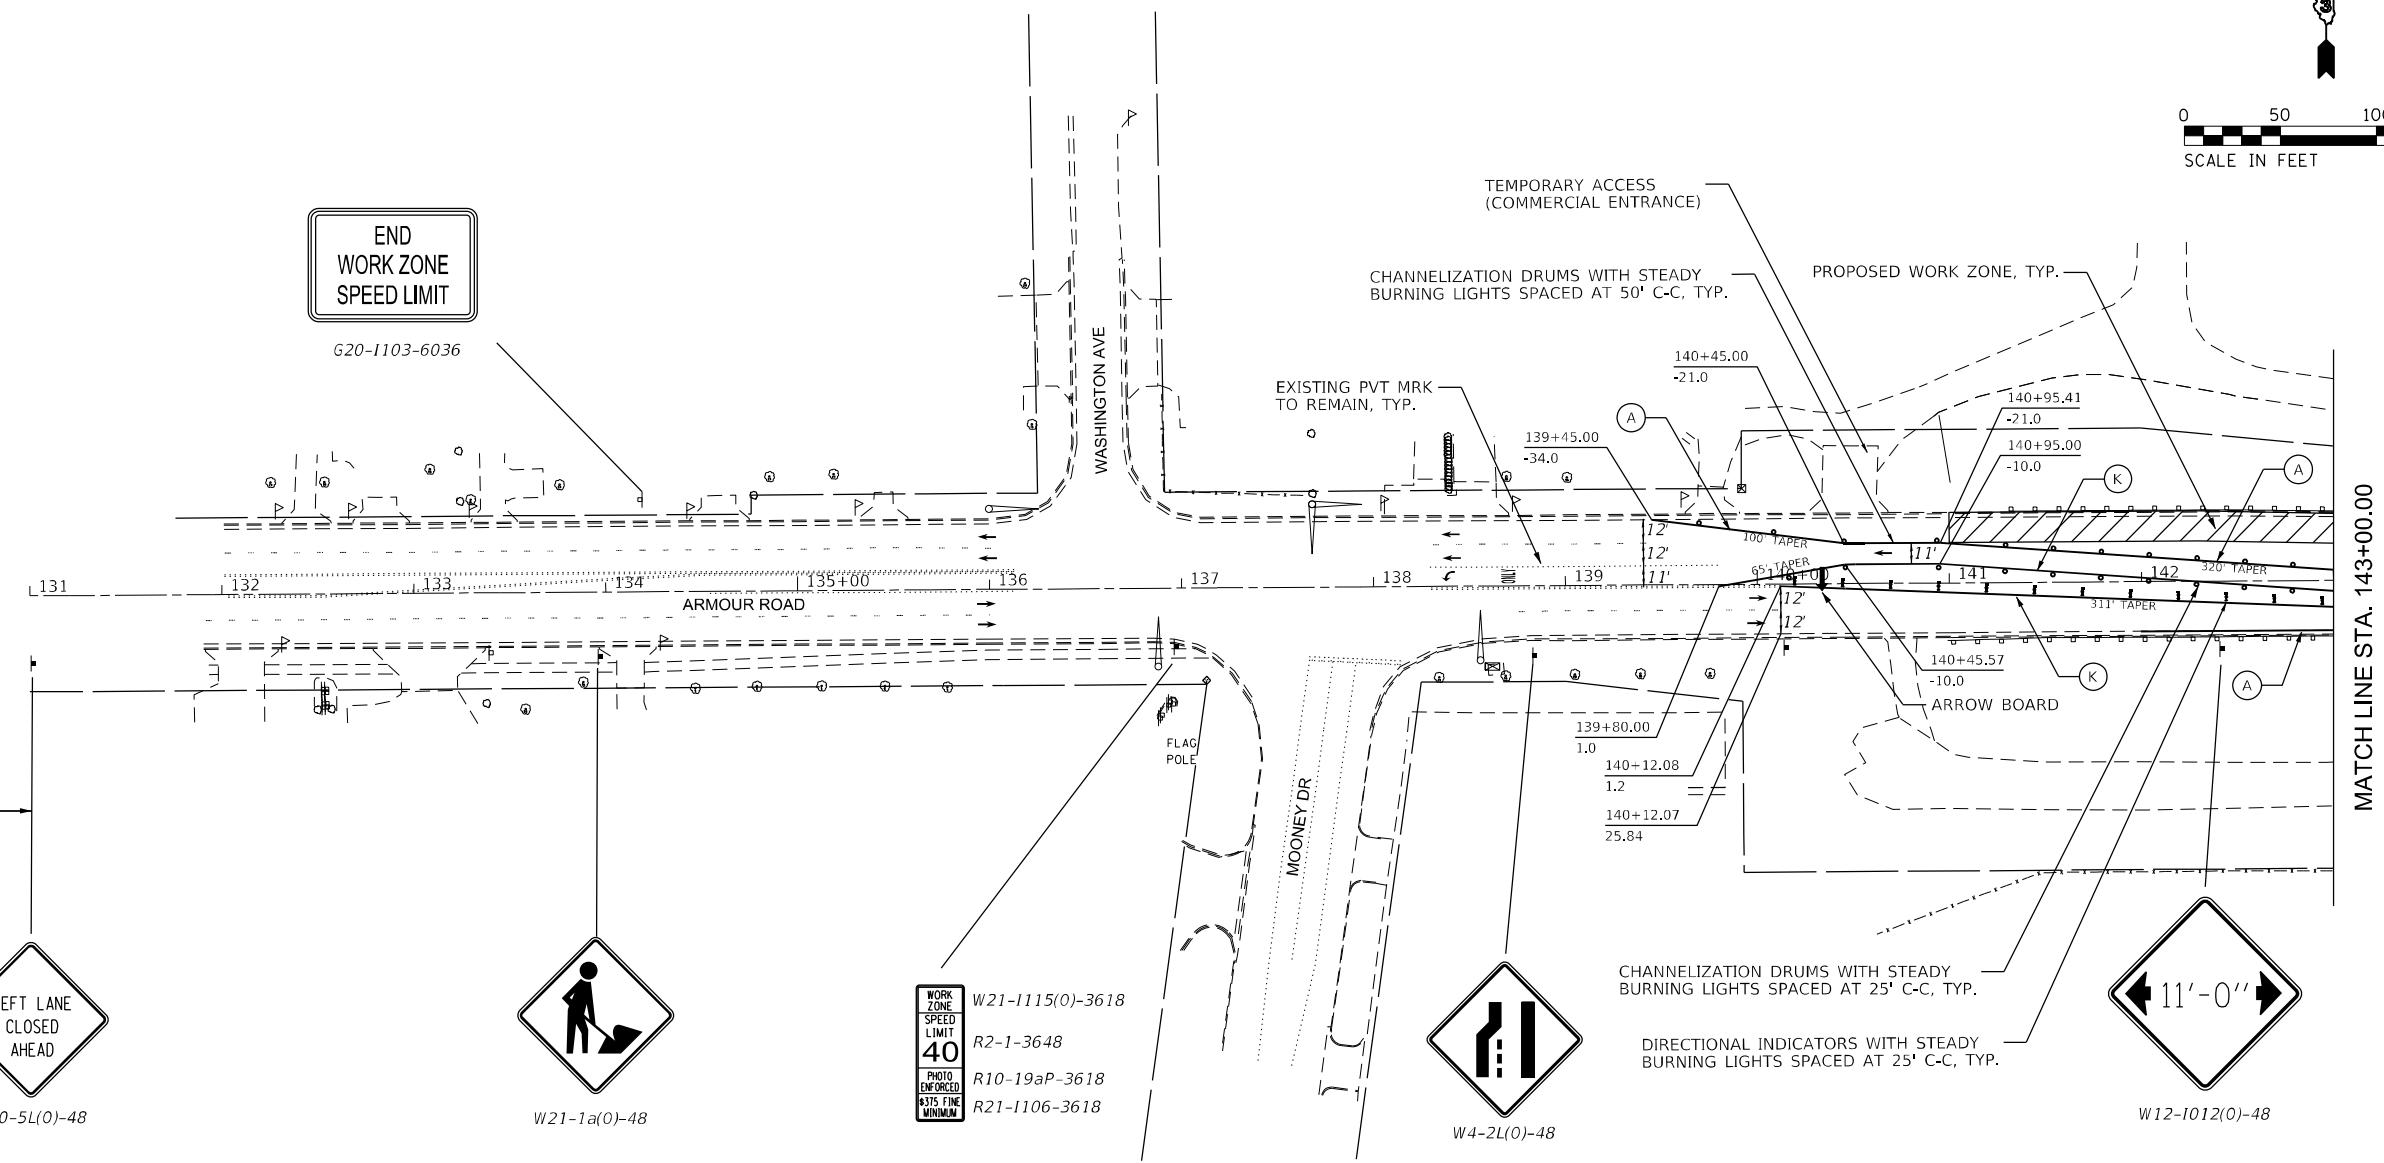 3
0 50
SCALE IN FEET
TEMPORARY ACCESS
(COMMERCIAL ENTRANCE)
END
WORK ZONE
SPEED LIMIT
G20-I103-6036
CHANNELIZATION DRUMS WITH STEADY
BURNING LIGHTS SPACED AT 50' C-C, TYP.
PROPOSED WORK ZONE, TYP.
WASHINGTON AVE
EXISTING PVT MRK
TO REMAIN, TYP.
140+45.00
-21.0
A
139+45.00
-34.0
140+95.41
-21.0
140+95.00
-10.0
K
A
MATCH LINE STA. 143+00.00
12'
12'
11'
100' TAPER
65' TAPER
11'
320' TAPER
311' TAPER
131 132 133 134 135+00 136 137 138 139 140+00 141 142
ARMOUR ROAD
12'
12'
140+45.57
-10.0
K
A
ARROW BOARD
139+80.00
1.0
140+12.08
1.2
140+12.07
25.84
FLAG
POLE
MOONEY DR
EFT LANE
CLOSED
AHEAD
0-5L(O)-48
W21-1a(O)-48
WORK
ZONE
SPEED
LIMIT
40
PHOTO
ENFORCED
$375 FINE
MINIMUM
W21-I115(O)-3618
R2-1-3648
R10-19aP-3618
R21-I106-3618
W4-2L(O)-48
CHANNELIZATION DRUMS WITH STEADY
BURNING LIGHTS SPACED AT 25' C-C, TYP.
DIRECTIONAL INDICATORS WITH STEADY
BURNING LIGHTS SPACED AT 25' C-C, TYP.
11'-0''
W12-I012(O)-48